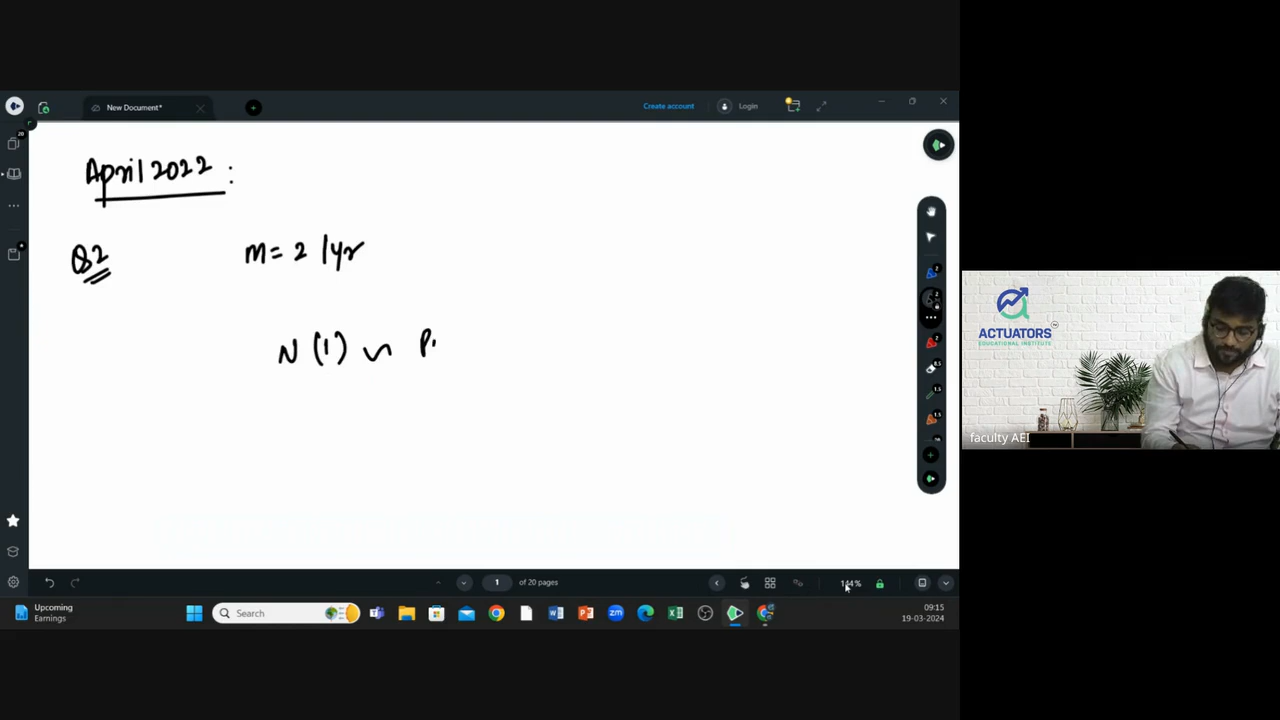 New Document*
Create account
Login
April 2022 :
Q2
m = 2 /yr
N (1) ~ P.
ACTUATORS
EDUCATIONAL INSTITUTE
faculty AEI
1
of 20 pages
144%
Upcoming
Earnings
Search
09:15
19-03-2024